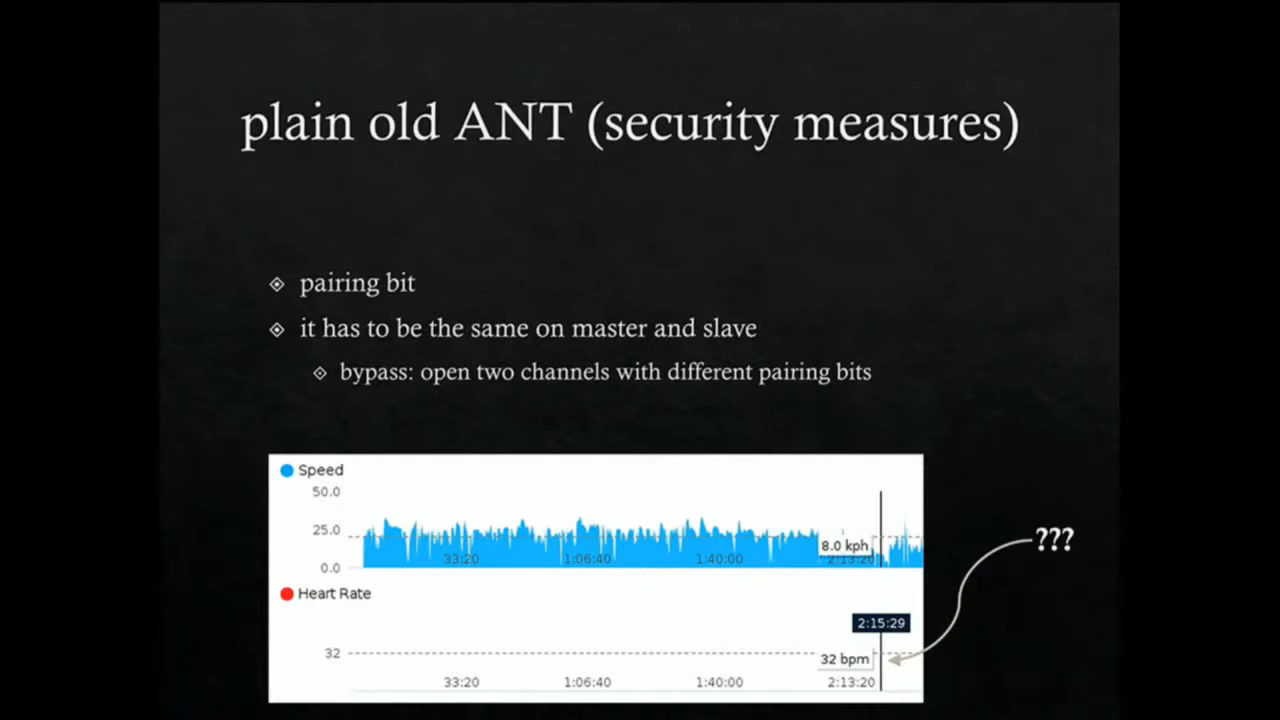 plain old ANT (security measures)
pairing bit
it has to be the same on master and slave
bypass: open two channels with different pairing bits
Speed
50.0
25.0
8.0 kph
33:20 1:06:40 1:40:00 2:13:20
0.0
???
Heart Rate
2:15:29
32
32 bpm
33:20 1:06:40 1:40:00 2:13:20